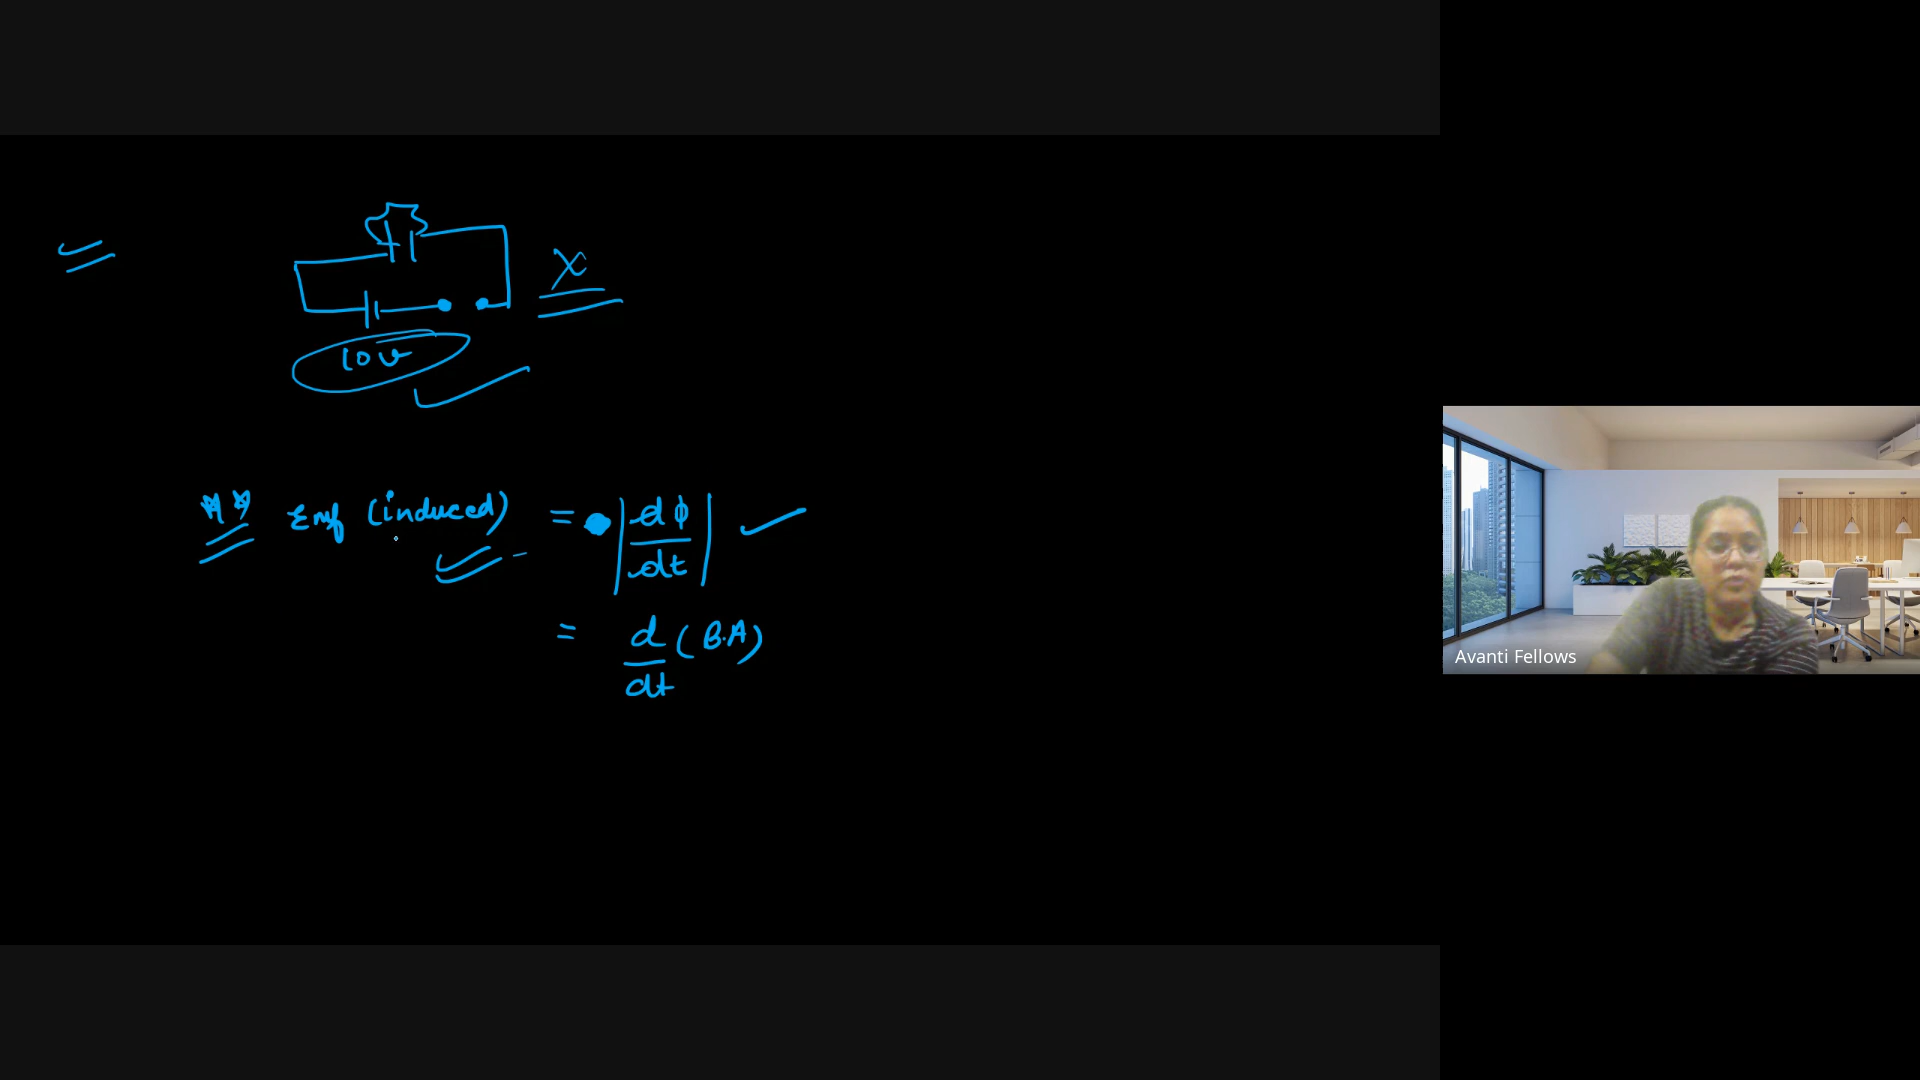 10v
Emf (induced) = |dφ/dt|
= d/dt (B.A)
Avanti Fellows